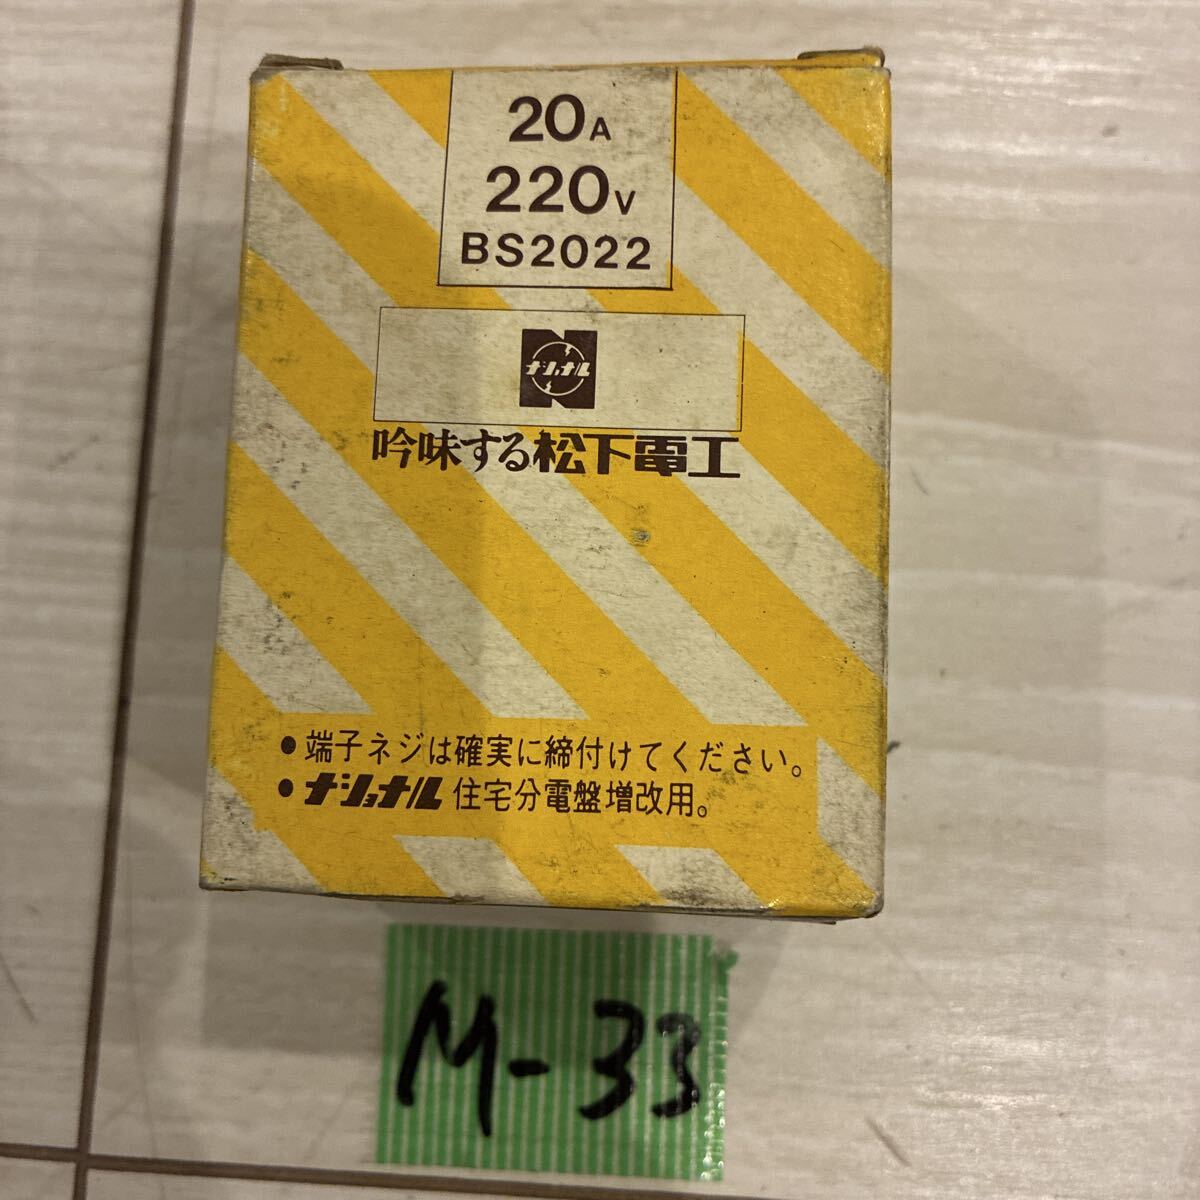 20A
220V
BS2022
ナショナル
吟味する松下電工
●端子ネジは確実に締付けてください。
●ナショナル 住宅分電盤増改用。
M-33